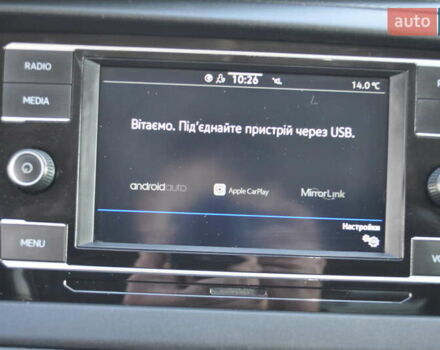 auto
RADIO
10:26
14.0°C
MEDIA
Вітаємо. Під'єднайте пристрій через USB.
androidauto
Apple CarPlay
MirrorLink
Настройки
MENU